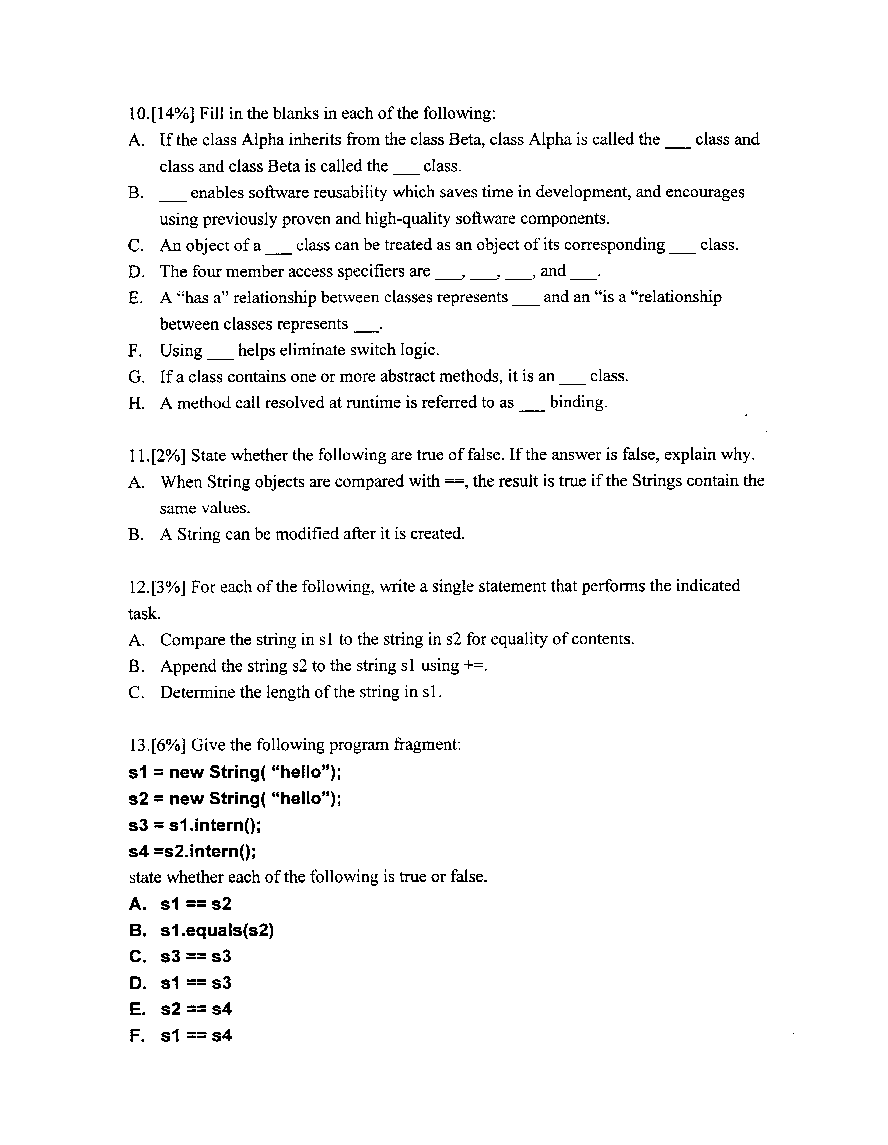 10.[14%] Fill in the blanks in each of the following:
A. If the class Alpha inherits from the class Beta, class Alpha is called the ___ class and
class and class Beta is called the ___ class.
B. ___ enables software reusability which saves time in development, and encourages
using previously proven and high-quality software components.
C. An object of a ___ class can be treated as an object of its corresponding ___ class.
D. The four member access specifiers are ___, ___, ___, and ___.
E. A “has a” relationship between classes represents ___ and an “is a “relationship
between classes represents ___.
F. Using ___ helps eliminate switch logic.
G. If a class contains one or more abstract methods, it is an ___ class.
H. A method call resolved at runtime is referred to as ___ binding.
11.[2%] State whether the following are true of false. If the answer is false, explain why.
A. When String objects are compared with ==, the result is true if the Strings contain the
same values.
B. A String can be modified after it is created.
12.[3%] For each of the following, write a single statement that performs the indicated
task.
A. Compare the string in s1 to the string in s2 for equality of contents.
B. Append the string s2 to the string s1 using +=.
C. Determine the length of the string in s1.
13.[6%] Give the following program fragment:
s1 = new String( “hello”);
s2 = new String( “hello”);
s3 = s1.intern();
s4 =s2.intern();
state whether each of the following is true or false.
A. s1 == s2
B. s1.equals(s2)
C. s3 == s3
D. s1 == s3
E. s2 == s4
F. s1 == s4